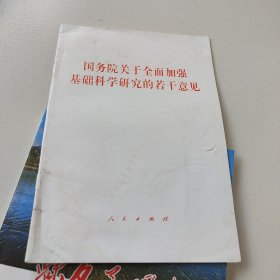 国务院关于全面加强
基础科学研究的若干意见
人民出版社